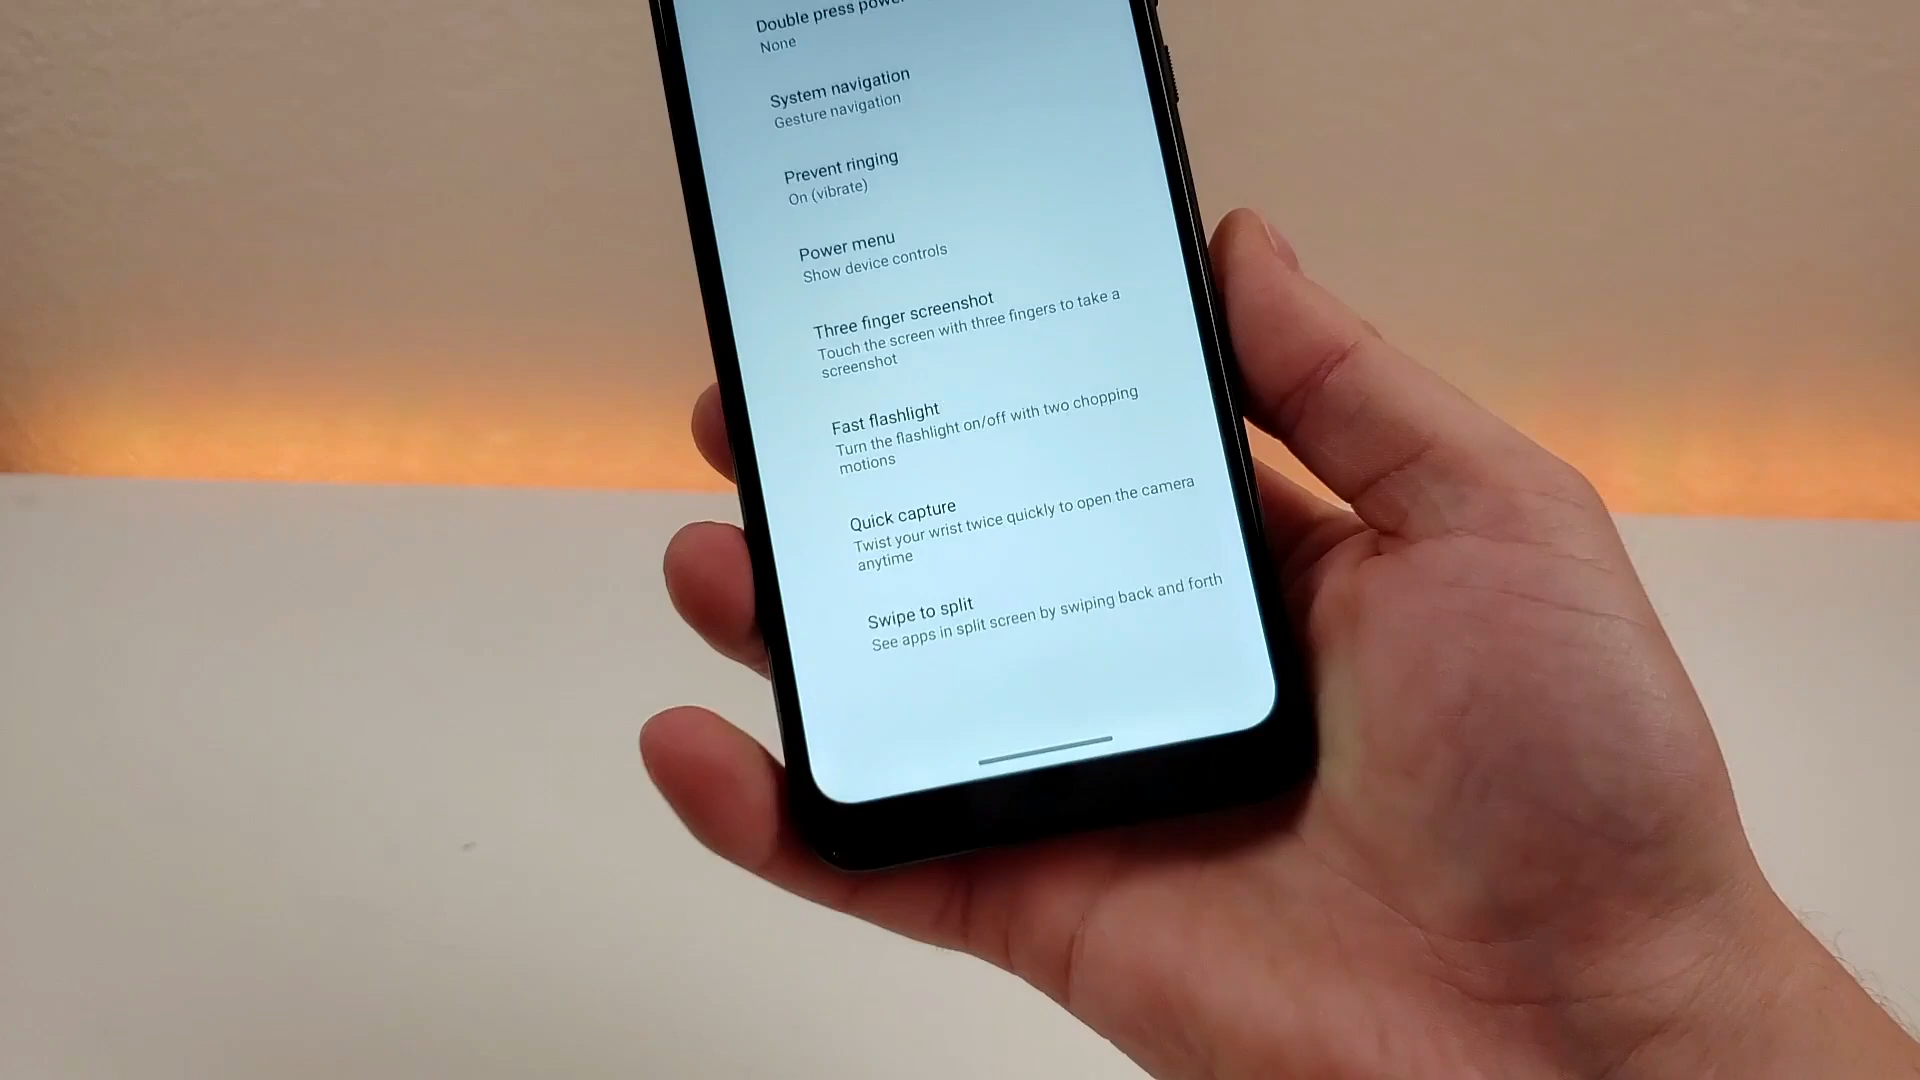 Double press power
None
System navigation
Gesture navigation
Prevent ringing
On (vibrate)
Power menu
Show device controls
Three finger screenshot
Touch the screen with three fingers to take a
screenshot
Fast flashlight
Turn the flashlight on/off with two chopping
motions
Quick capture
Twist your wrist twice quickly to open the camera
anytime
Swipe to split
See apps in split screen by swiping back and forth